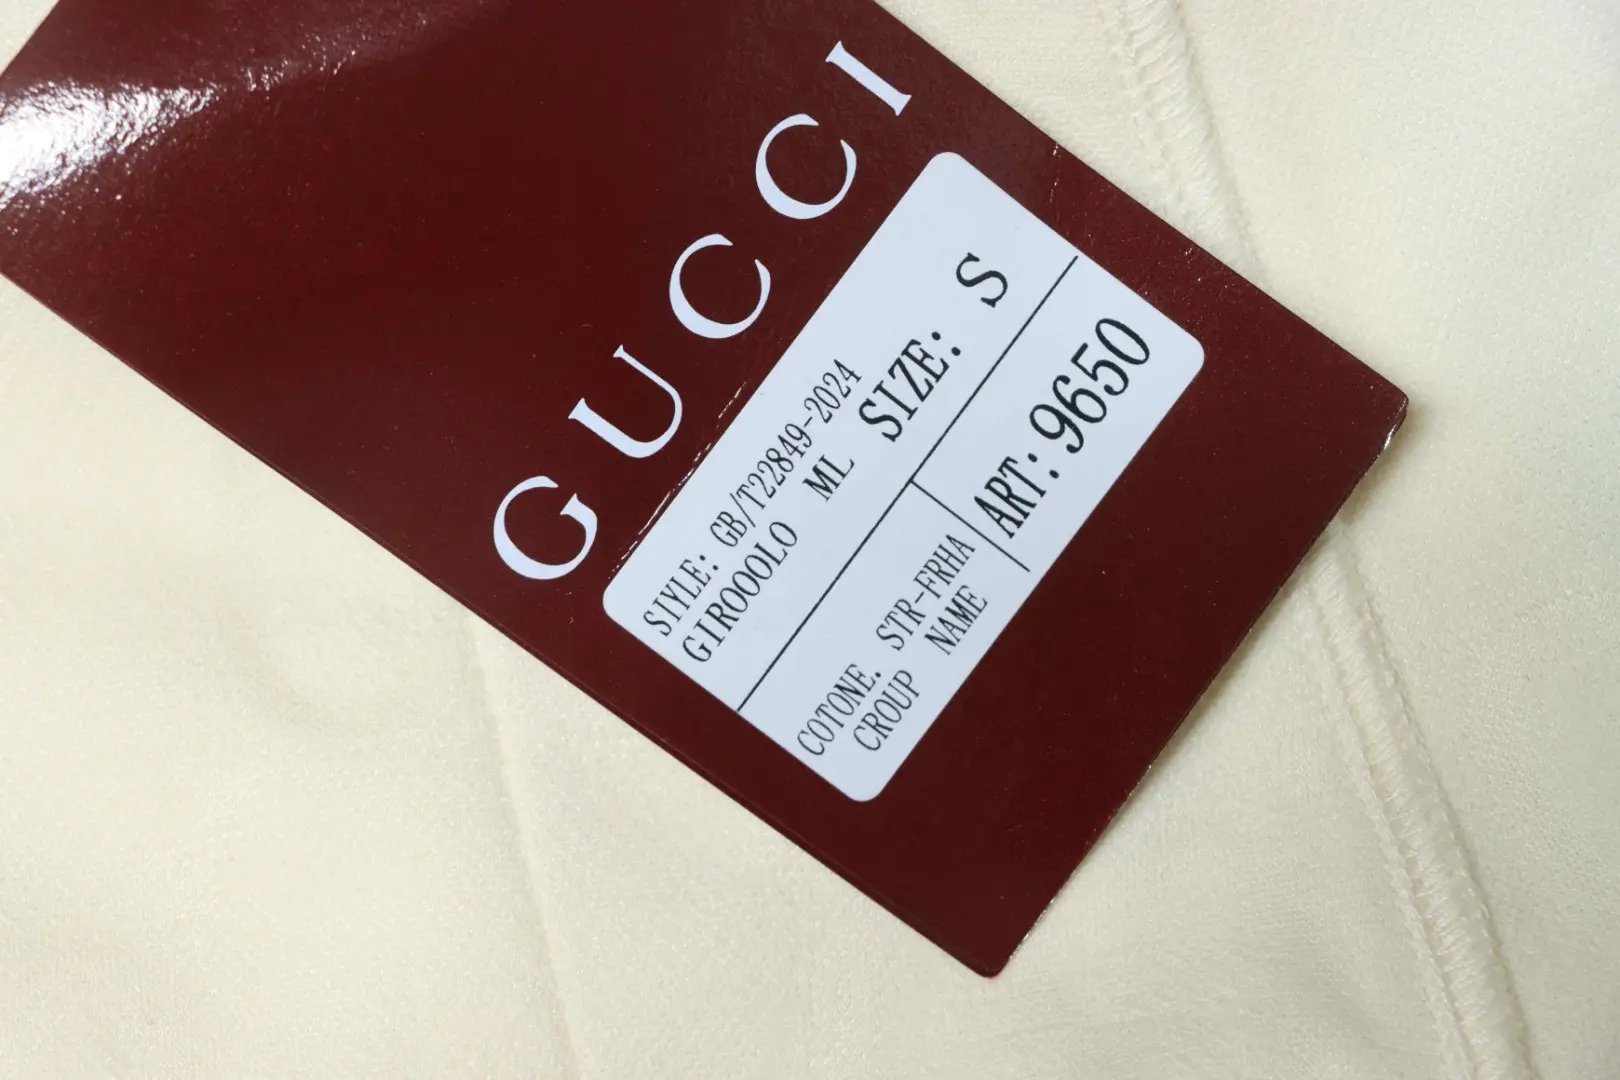 GUCCI
STYLE: GB/T22849-2024
GIROOOLO ML SIZE: S
COTONE. STR-FRHA
CROUP NAME
ART: 9650